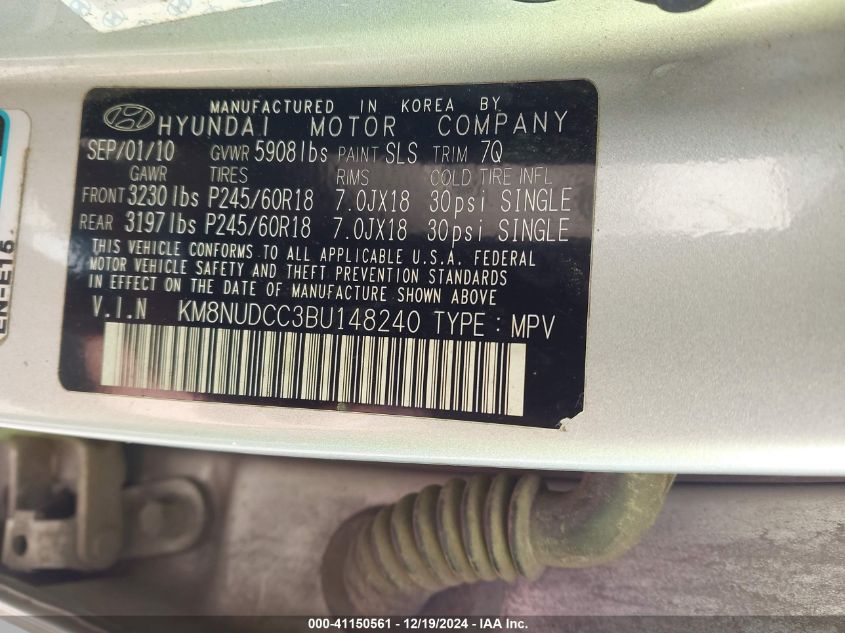 MANUFACTURED IN KOREA BY
HYUNDAI MOTOR COMPANY
SEP/01/10 GVWR 5908lbs PAINT SLS TRIM 7Q
GAWR TIRES RIMS COLD TIRE INFL
FRONT 3230lbs P245/60R18 7.0JX18 30psi SINGLE
REAR 3197lbs P245/60R18 7.0JX18 30psi SINGLE
THIS VEHICLE CONFORMS TO ALL APPLICABLE U.S.A. FEDERAL
MOTOR VEHICLE SAFETY AND THEFT PREVENTION STANDARDS
IN EFFECT ON THE DATE OF MANUFACTURE SHOWN ABOVE
V.I.N KM8NUDCC3BU148240 TYPE : MPV
EN-E16
000-41150561 - 12/19/2024 - IAA Inc.